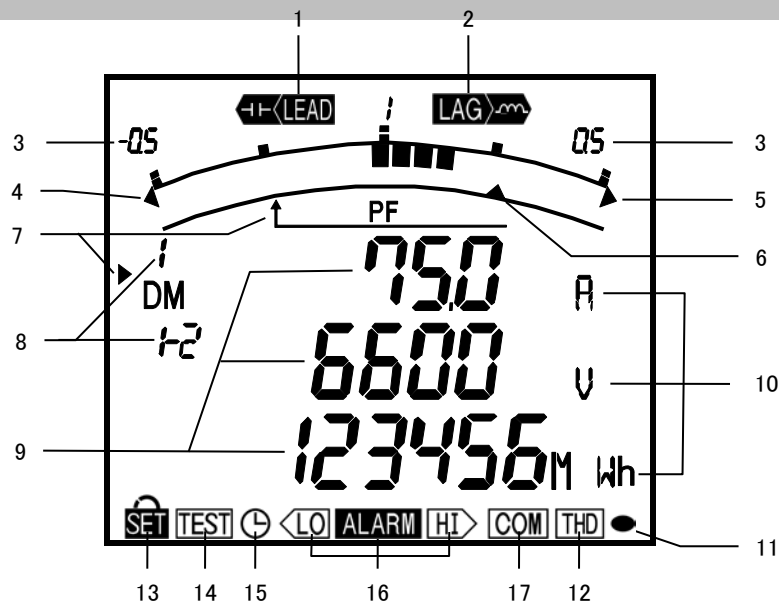 1 2
LEAD 1 LAG
3 -0.5 0.5 3
4 5
7 PF 6
1 75.0 A
DM
8 1-2 6600 V 10
9 123456 M Wh
SET TEST LO ALARM HI COM THD 11
13 14 15 16 17 12